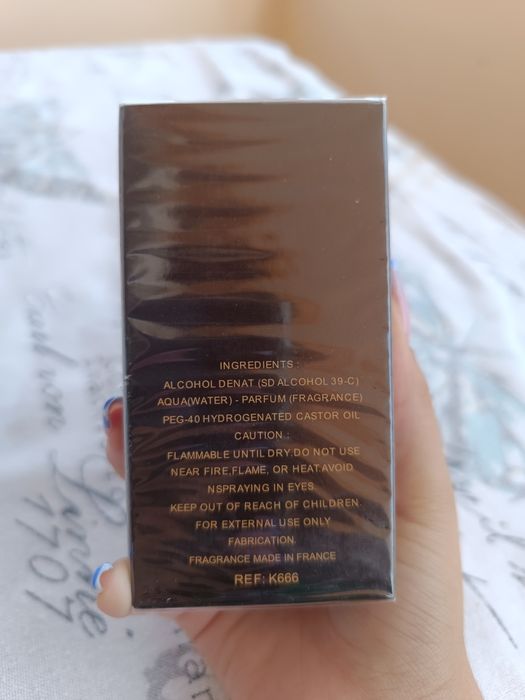 INGREDIENTS :
ALCOHOL DENAT (SD ALCOHOL 39-C)
AQUA(WATER) - PARFUM (FRAGRANCE)
PEG-40 HYDROGENATED CASTOR OIL
CAUTION :
FLAMMABLE UNTIL DRY.DO NOT USE
NEAR FIRE,FLAME, OR HEAT.AVOID
NSPRAYING IN EYES.
KEEP OUT OF REACH OF CHILDREN.
FOR EXTERNAL USE ONLY
FABRICATION.
FRAGRANCE MADE IN FRANCE
REF: K666